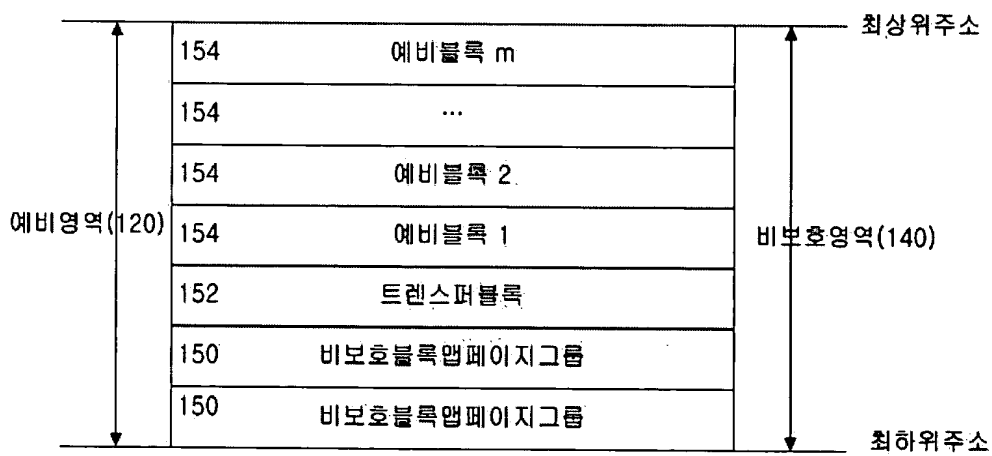 최상위주소
154 예비블록 m
154 ...
154 예비블록 2
예비영역(120) 154 예비블록 1 비보호영역(140)
152 트렌스퍼블록
150 비보호블록맵페이지그룹
150 비보호블록맵페이지그룹
최하위주소